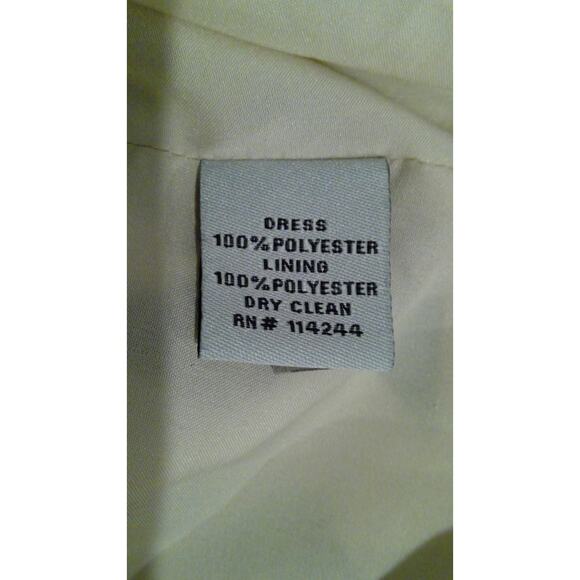 DRESS
100% POLYESTER
LINING
100% POLYESTER
DRY CLEAN
RN# 114244